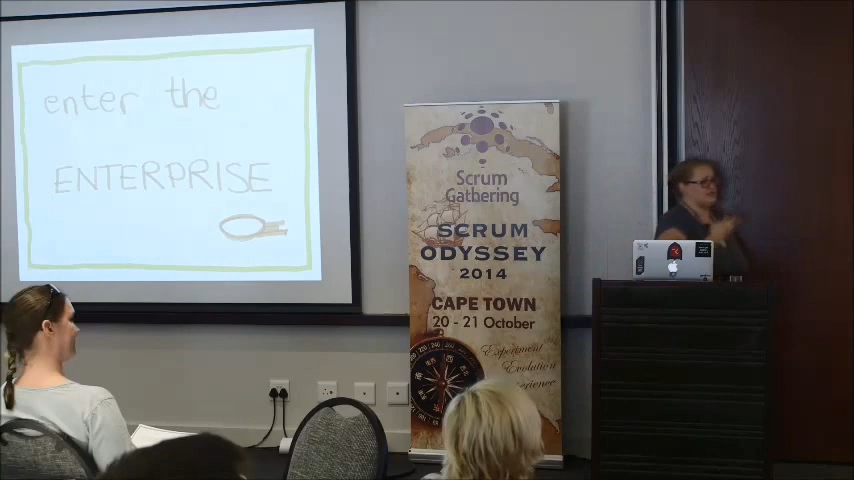 enter the
ENTERPRISE
Scrum
Gathering
SCRUM
ODYSSEY
2014
CAPE TOWN
20 - 21 October
Experiment
Evolution